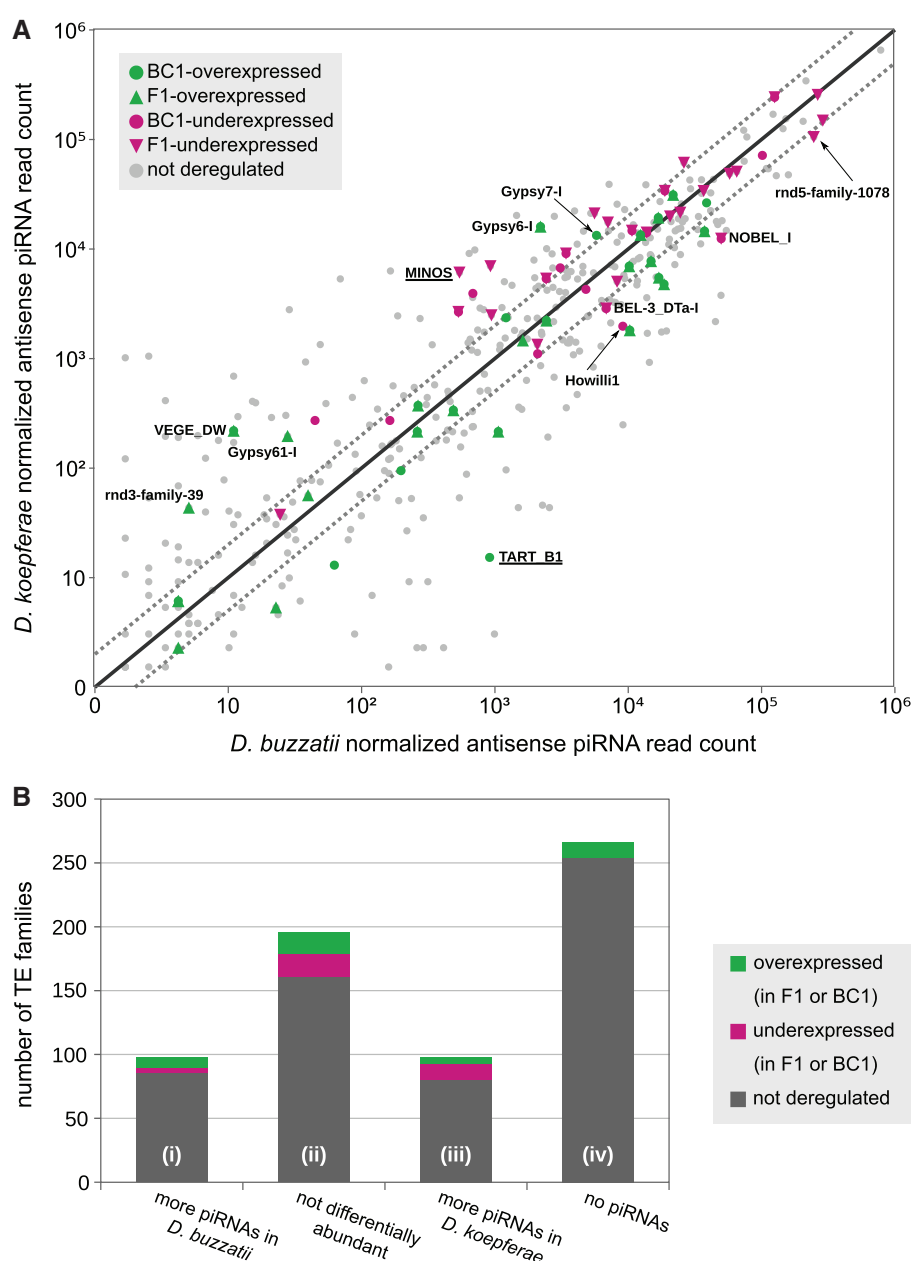 A
10⁶
10⁵
10⁴
10³
10²
10
0
D. koepferae normalized antisense piRNA read count
BC1-overexpressed
F1-overexpressed
BC1-underexpressed
F1-underexpressed
not deregulated
rnd5-family-1078
Gypsy7-I
Gypsy6-I
NOBEL_I
MINOS
BEL-3_DTa-I
Howilli1
VEGE_DW
Gypsy61-I
rnd3-family-39
TART_B1
0
10
10²
10³
10⁴
10⁵
10⁶
D. buzzatii normalized antisense piRNA read count
B
300
250
200
150
100
50
0
number of TE families
(i)
(ii)
(iii)
(iv)
more piRNAs in
D. buzzatii
not differentially
abundant
more piRNAs in
D. koepferae
no piRNAs
overexpressed
(in F1 or BC1)
underexpressed
(in F1 or BC1)
not deregulated